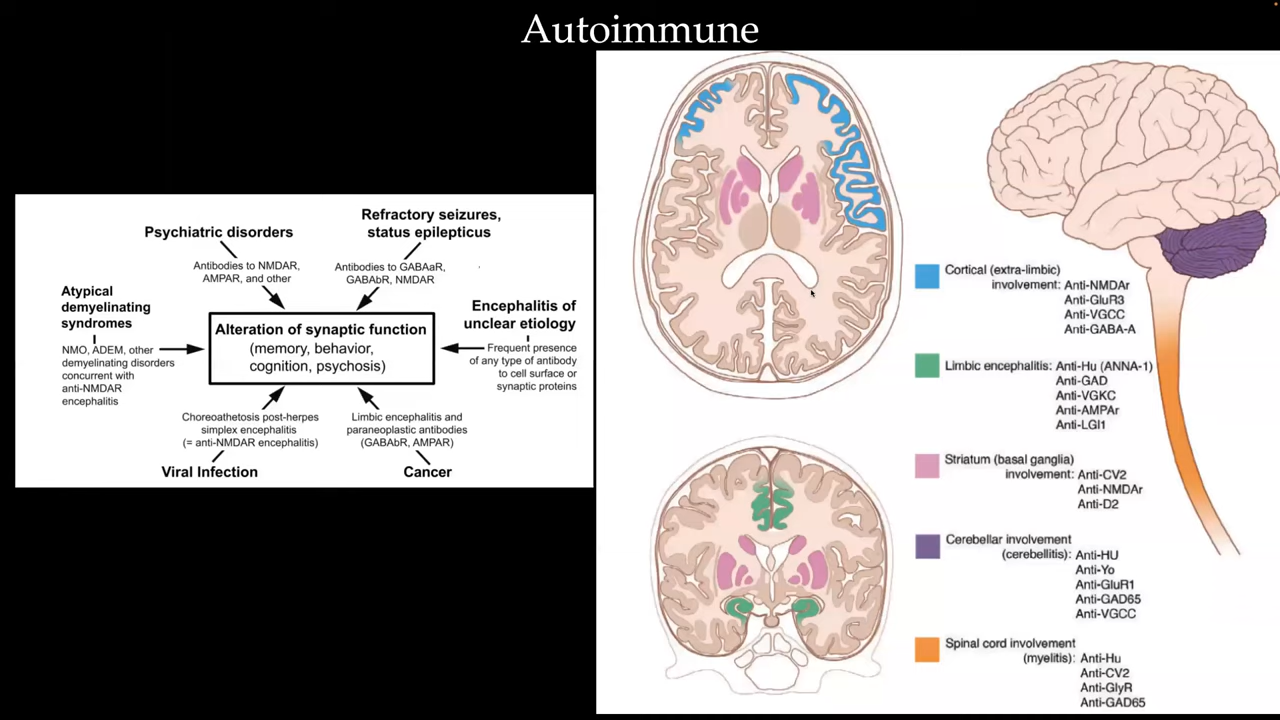 Autoimmune
Refractory seizures,
status epilepticus
Psychiatric disorders
Antibodies to NMDAR,
AMPAR, and other
Antibodies to GABAaR,
GABAbR, NMDAR
Atypical
demyelinating
syndromes
NMO, ADEM, other
demyelinating disorders
concurrent with
anti-NMDAR
encephalitis
Alteration of synaptic function
(memory, behavior,
cognition, psychosis)
Encephalitis of
unclear etiology
Frequent presence
of any type of antibody
to cell surface or
synaptic proteins
Choreoathetosis post-herpes
simplex encephalitis
(= anti-NMDAR encephalitis)
Viral Infection
Limbic encephalitis and
paraneoplastic antibodies
(GABAbR, AMPAR)
Cancer
Cortical (extra-limbic)
involvement: Anti-NMDAr
Anti-GluR3
Anti-VGCC
Anti-GABA-A
Limbic encephalitis: Anti-Hu (ANNA-1)
Anti-GAD
Anti-VGKC
Anti-AMPAr
Anti-LGI1
Striatum (basal ganglia)
involvement: Anti-CV2
Anti-NMDAr
Anti-D2
Cerebellar involvement
(cerebellitis): Anti-HU
Anti-Yo
Anti-GluR1
Anti-GAD65
Anti-VGCC
Spinal cord involvement
(myelitis): Anti-Hu
Anti-CV2
Anti-GlyR
Anti-GAD65